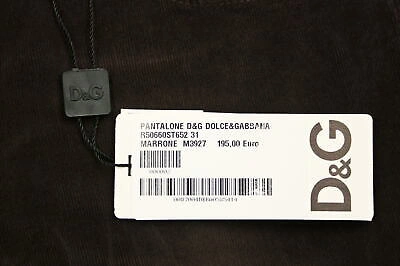 D&G
PANTALONE D&G DOLCE&GABBANA
R50660ST652 31
MARRONE M3927 195,00 Euro
D&G